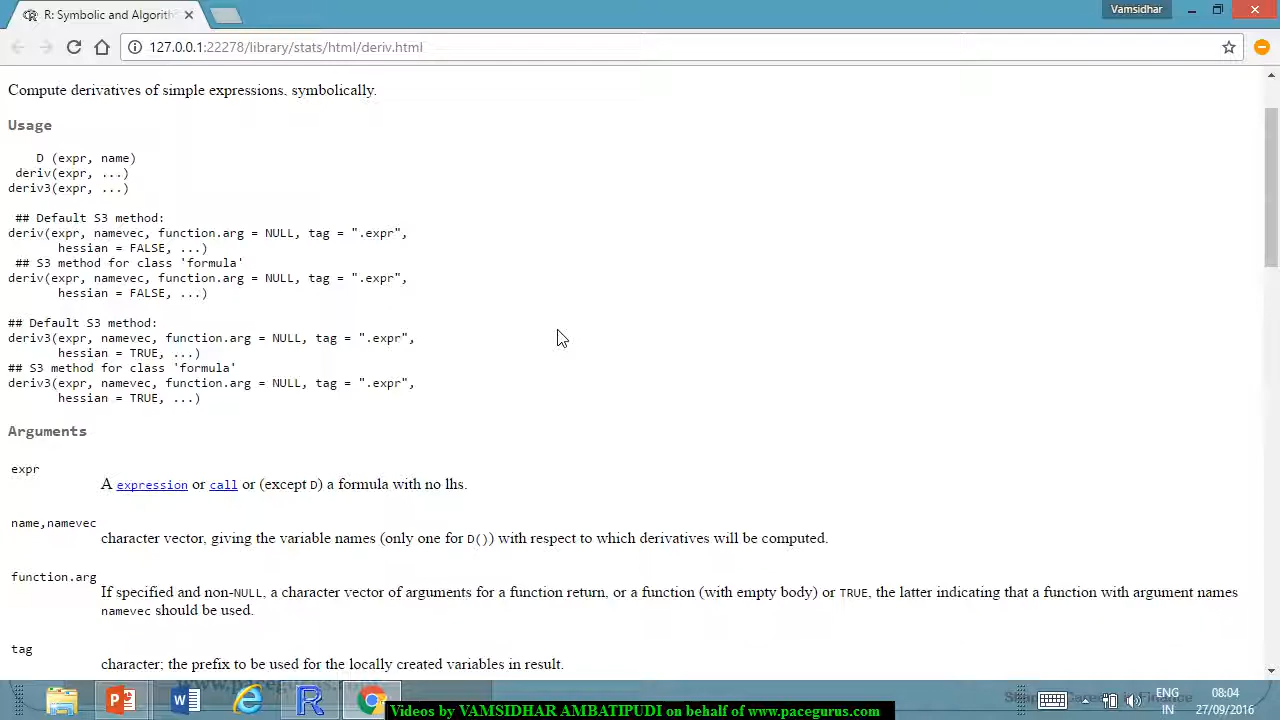 R: Symbolic and Algorith
Vamsidhar
127.0.0.1:22278/library/stats/html/deriv.html
Compute derivatives of simple expressions, symbolically.
Usage
D (expr, name)
deriv(expr, ...)
deriv3(expr, ...)
## Default S3 method:
deriv(expr, namevec, function.arg = NULL, tag = ".expr",
hessian = FALSE, ...)
## S3 method for class 'formula'
deriv(expr, namevec, function.arg = NULL, tag = ".expr",
hessian = FALSE, ...)
## Default S3 method:
deriv3(expr, namevec, function.arg = NULL, tag = ".expr",
hessian = TRUE, ...)
## S3 method for class 'formula'
deriv3(expr, namevec, function.arg = NULL, tag = ".expr",
hessian = TRUE, ...)
Arguments
expr
A expression or call or (except D) a formula with no lhs.
name,namevec
character vector, giving the variable names (only one for D()) with respect to which derivatives will be computed.
function.arg
If specified and non-NULL, a character vector of arguments for a function return, or a function (with empty body) or TRUE, the latter indicating that a function with argument names
namevec should be used.
tag
character; the prefix to be used for the locally created variables in result.
www.pacegurus.com
ENG
IN
08:04
27/09/2016
Videos by VAMSIDHAR AMBATIPUDI on behalf of www.pacegurus.com